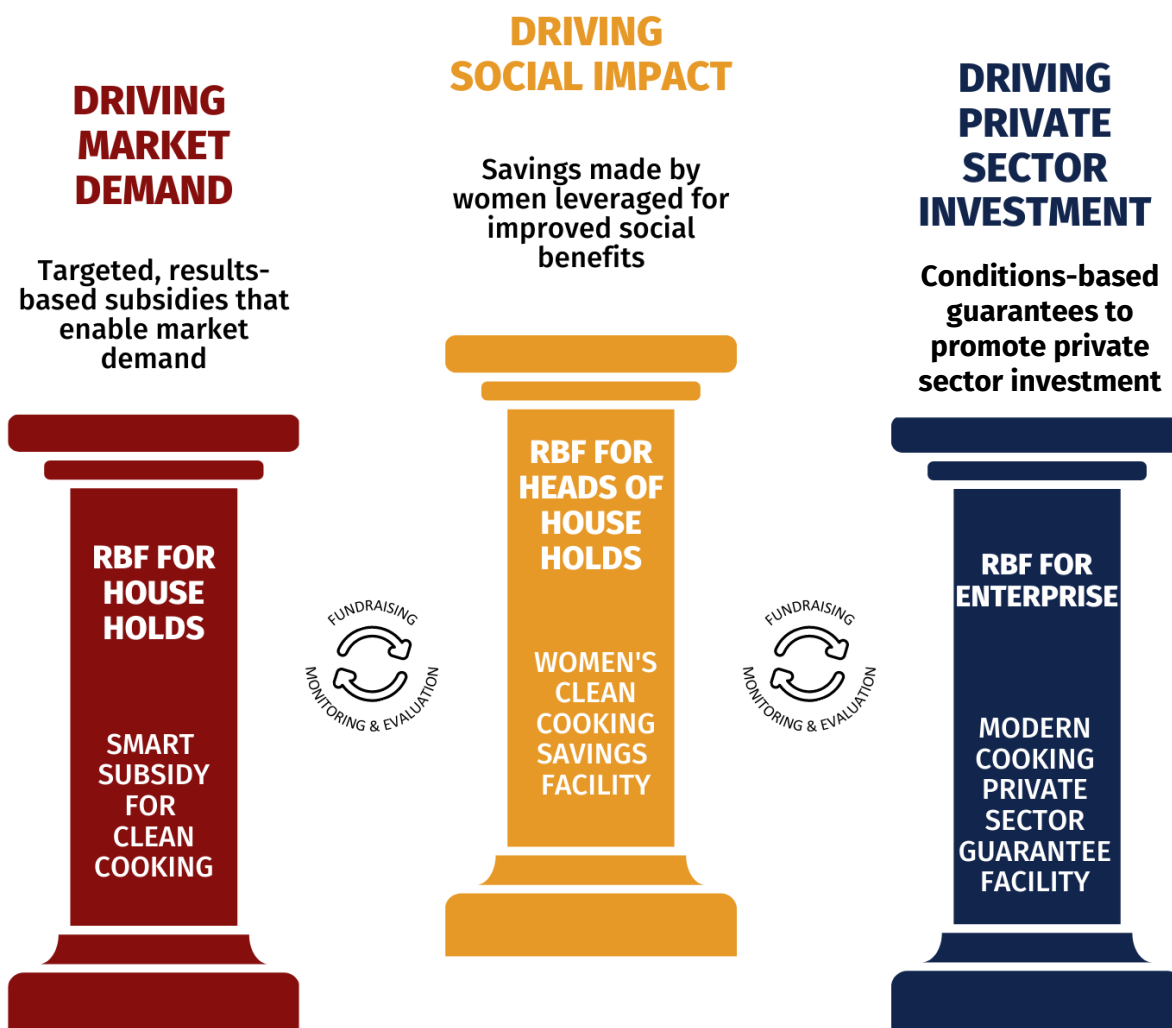 DRIVING
MARKET
DEMAND
Targeted, results-
based subsidies that
enable market
demand
RBF FOR
HOUSE
HOLDS
SMART
SUBSIDY
FOR
CLEAN
COOKING
FUNDRAISING
MONITORING & EVALUATION
DRIVING
SOCIAL IMPACT
Savings made by
women leveraged for
improved social
benefits
RBF FOR
HEADS OF
HOUSE
HOLDS
WOMEN'S
CLEAN
COOKING
SAVINGS
FACILITY
FUNDRAISING
MONITORING & EVALUATION
DRIVING
PRIVATE
SECTOR
INVESTMENT
Conditions-based
guarantees to
promote private
sector investment
RBF FOR
ENTERPRISE
MODERN
COOKING
PRIVATE
SECTOR
GUARANTEE
FACILITY